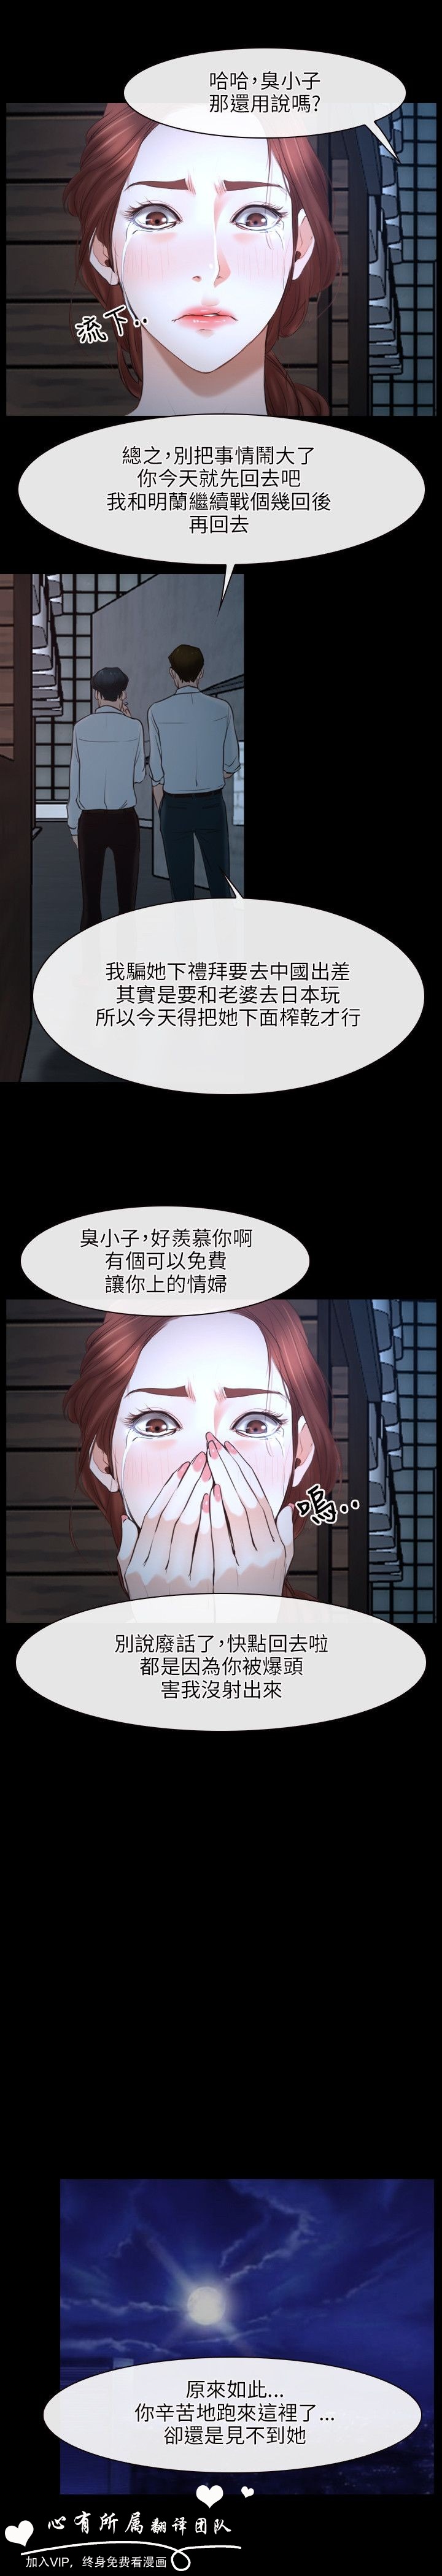 哈哈，臭小子
那還用說嗎?
流下..
總之，別把事情鬧大了
你今天就先回去吧
我和明蘭繼續戰個幾回後
再回去
我騙她下禮拜要去中國出差
其實是要和老婆去日本玩
所以今天得把她下面榨乾才行
臭小子，好羨慕你啊
有個可以免費
讓你上的情婦
嗚..
別說廢話了，快點回去啦
都是因為你被爆頭
害我沒射出來
原來如此...
你辛苦地跑來這裡了...
卻還是見不到她
心有所属翻译团队
加入VIP，终身免费看漫画